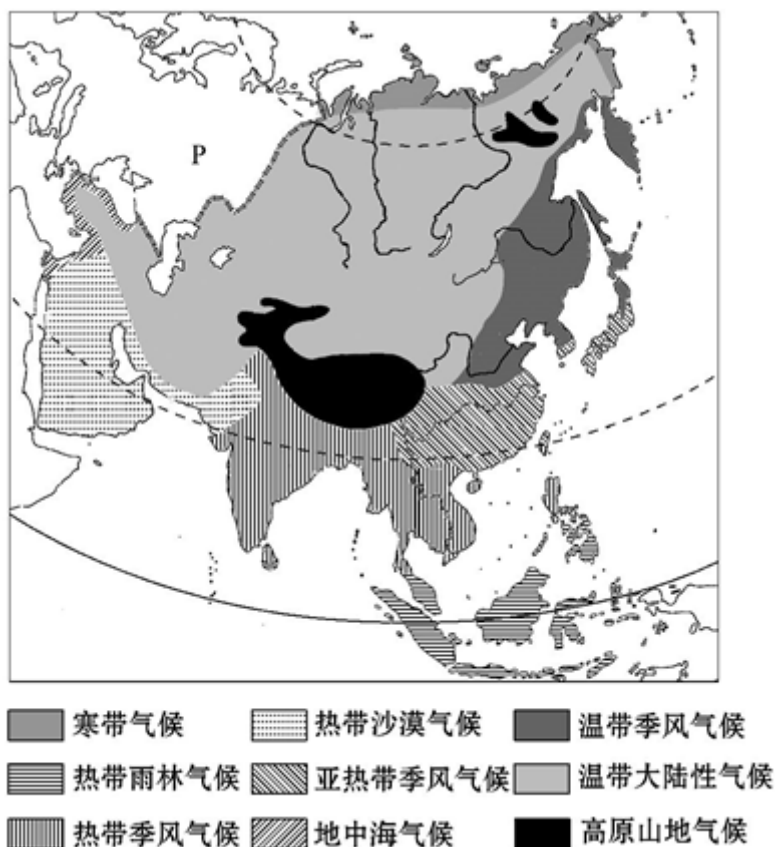 P
寒带气候 热带沙漠气候 温带季风气候
热带雨林气候 亚热带季风气候 温带大陆性气候
热带季风气候 地中海气候 高原山地气候